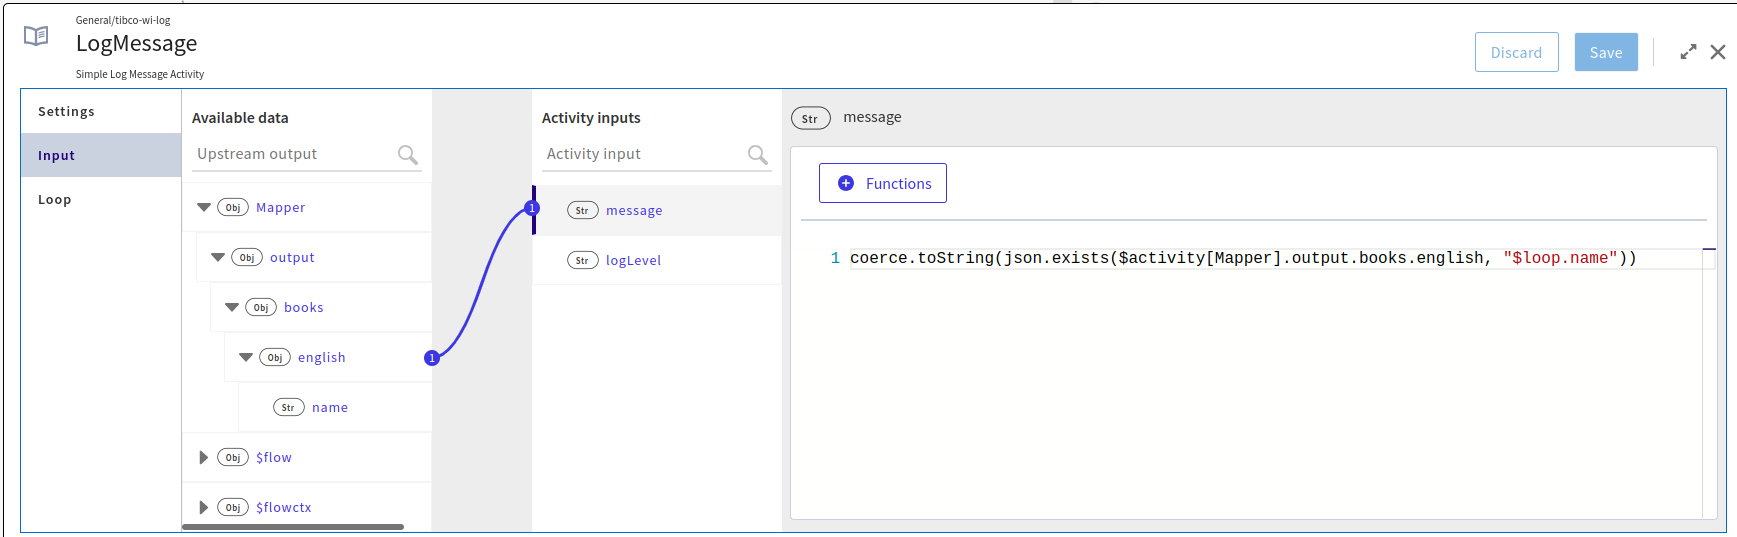 General/tibco-wi-log
LogMessage
Simple Log Message Activity
Discard
Save
Settings
Input
Loop
Available data
Upstream output
Obj Mapper
Obj output
Obj books
Obj english
1
Str name
Obj $flow
Obj $flowctx
Activity inputs
Activity input
1
Str message
Str logLevel
Str message
+ Functions
1 coerce.toString(json.exists($activity[Mapper].output.books.english, "$loop.name"))